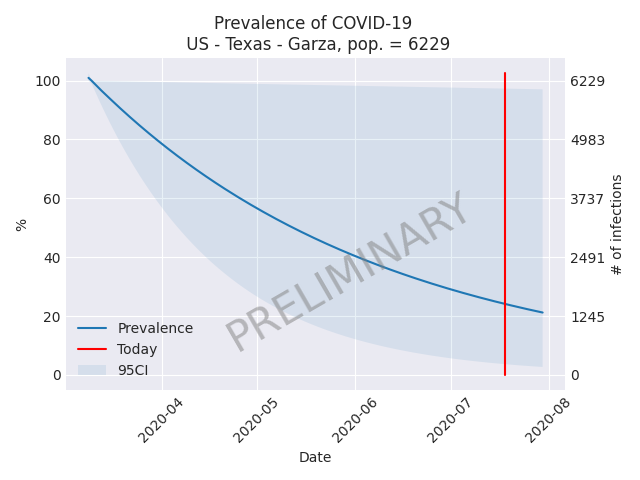 Prevalence of COVID-19
US - Texas - Garza, pop. = 6229
100
80
60
40
20
0
%
6229
4983
3737
2491
1245
0
# of infections
PRELIMINARY
Prevalence
Today
95CI
2020-04
2020-05
2020-06
2020-07
2020-08
Date